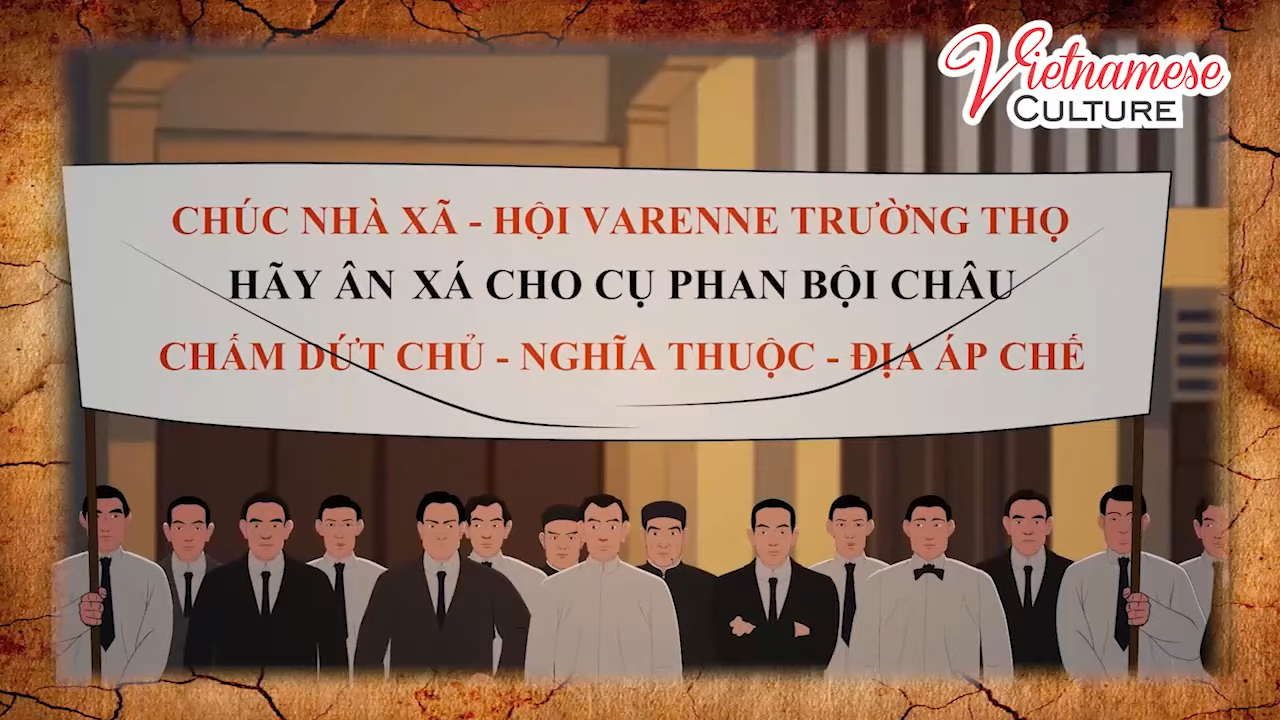 Vietnamese
CULTURE
CHÚC NHÀ XÃ - HỘI VARENNE TRƯỜNG THỌ
HÃY ÂN XÁ CHO CỤ PHAN BỘI CHÂU
CHẤM DỨT CHỦ - NGHĨA THUỘC - ĐỊA ÁP CHẾ